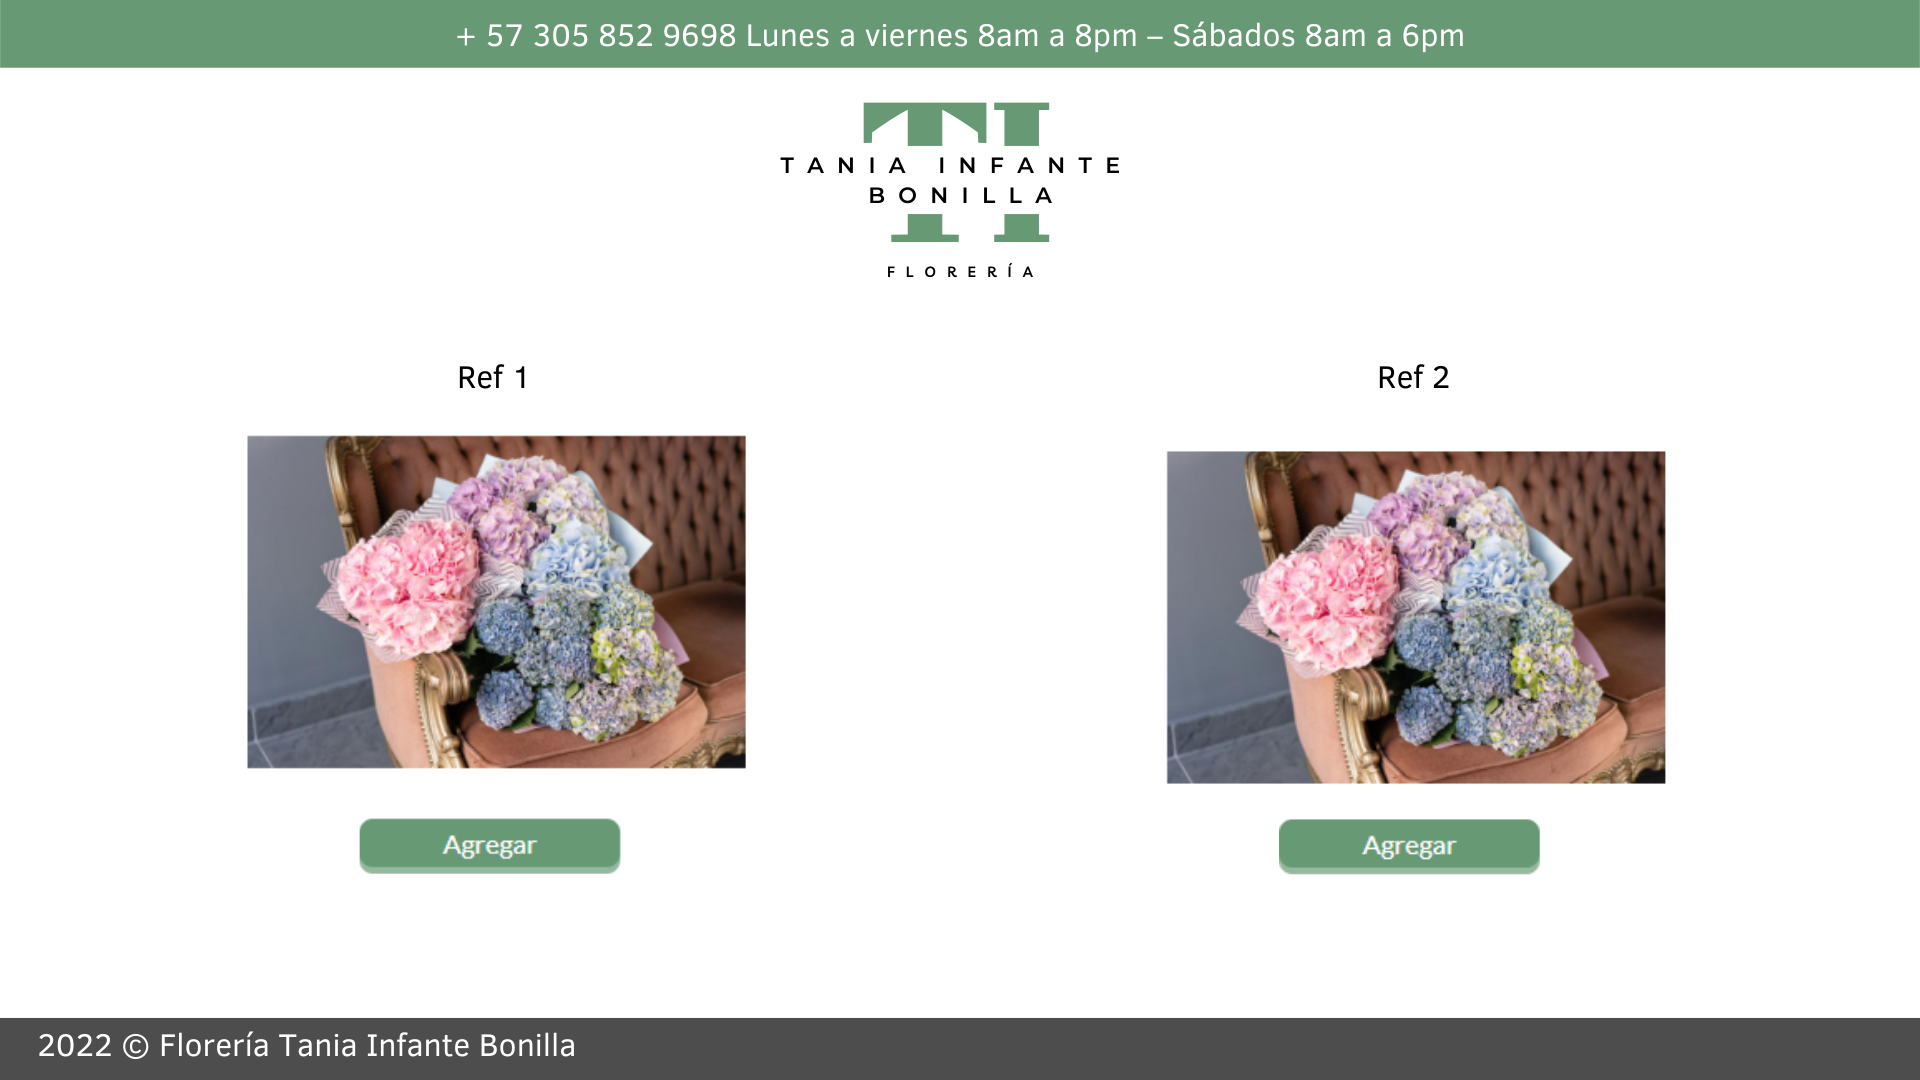 + 57 305 852 9698 Lunes a viernes 8am a 8pm – Sábados 8am a 6pm
TI
TANIA INFANTE
BONILLA
FLORERÍA
Ref 1
Ref 2
Agregar
Agregar
2022 © Florería Tania Infante Bonilla